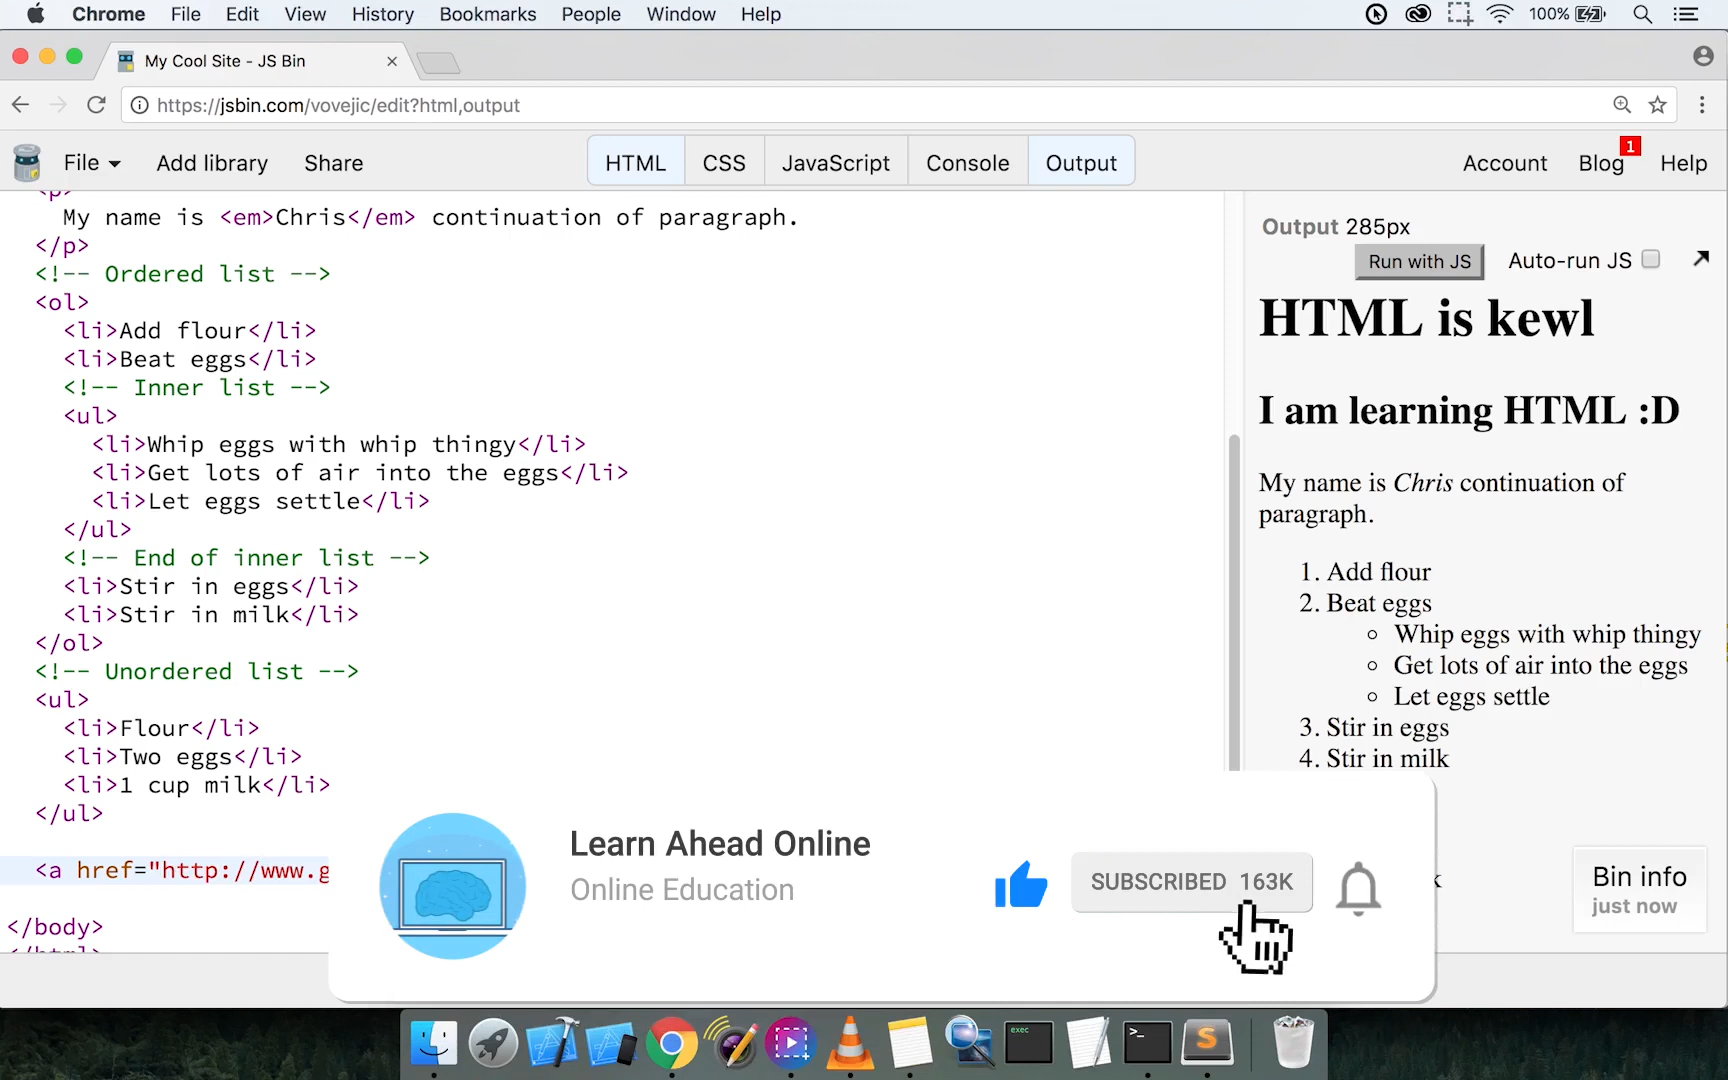 Chrome File Edit View History Bookmarks People Window Help 100%
My Cool Site - JS Bin
https://jsbin.com/vovejic/edit?html,output
File Add library Share HTML CSS JavaScript Console Output Account Blog 1 Help
<p>
My name is <em>Chris</em> continuation of paragraph.
</p>
<!-- Ordered list -->
<ol>
<li>Add flour</li>
<li>Beat eggs</li>
<!-- Inner list -->
<ul>
<li>Whip eggs with whip thingy</li>
<li>Get lots of air into the eggs</li>
<li>Let eggs settle</li>
</ul>
<!-- End of inner list -->
<li>Stir in eggs</li>
<li>Stir in milk</li>
</ol>
<!-- Unordered list -->
<ul>
<li>Flour</li>
<li>Two eggs</li>
<li>1 cup milk</li>
</ul>
<a href="http://www.g
</body>
</html>
Output 285px
Run with JS Auto-run JS
HTML is kewl
I am learning HTML :D
My name is Chris continuation of
paragraph.
1. Add flour
2. Beat eggs
Whip eggs with whip thingy
Get lots of air into the eggs
Let eggs settle
3. Stir in eggs
4. Stir in milk
k
Bin info
just now
Learn Ahead Online
Online Education
SUBSCRIBED 163K
exec
>_
S